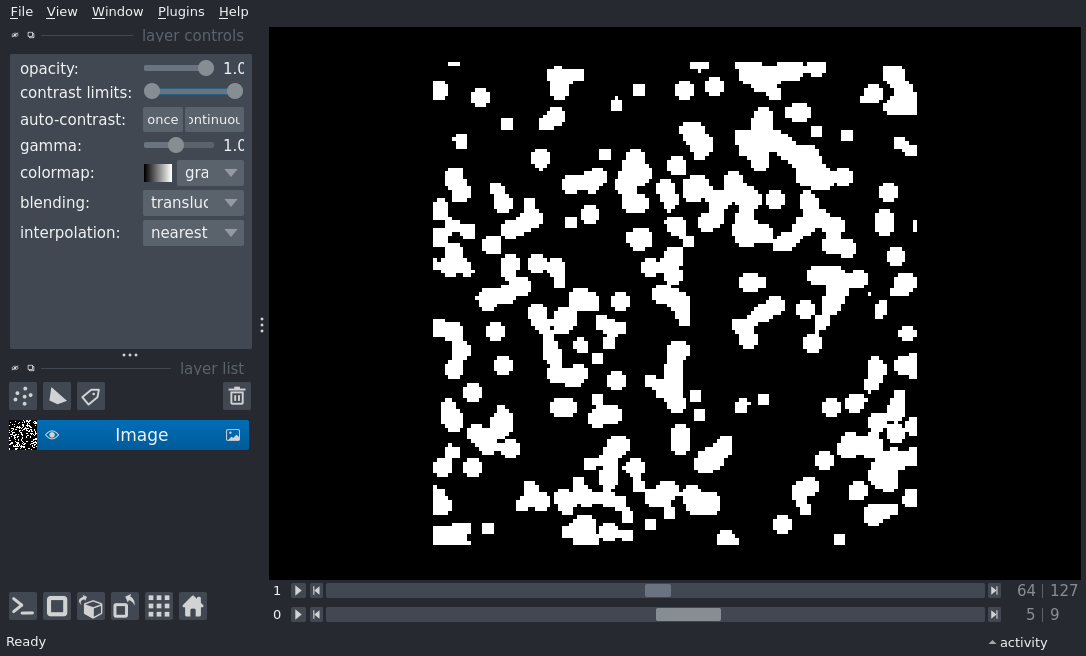 File View Window Plugins Help
layer controls
opacity: 1.0
contrast limits:
auto-contrast: once ontinuou
gamma: 1.0
colormap: gra
blending: transluc
interpolation: nearest
layer list
Image
1 64 127
0 5 9
Ready activity